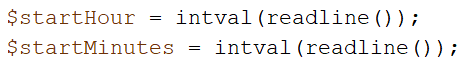 $startHour = intval(readline());
$startMinutes = intval(readline());